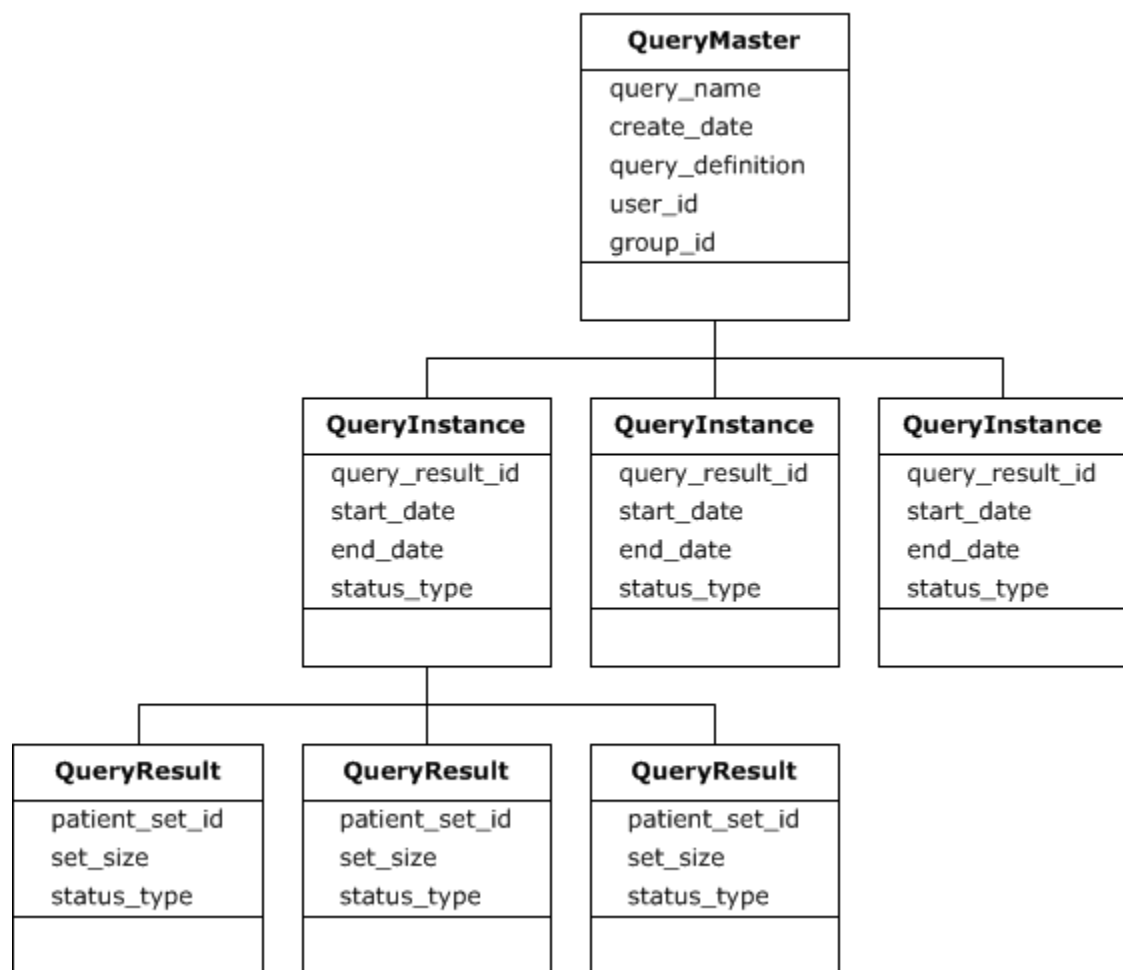 QueryMaster
query_name
create_date
query_definition
user_id
group_id
QueryInstance
query_result_id
start_date
end_date
status_type
QueryInstance
query_result_id
start_date
end_date
status_type
QueryInstance
query_result_id
start_date
end_date
status_type
QueryResult
patient_set_id
set_size
status_type
QueryResult
patient_set_id
set_size
status_type
QueryResult
patient_set_id
set_size
status_type